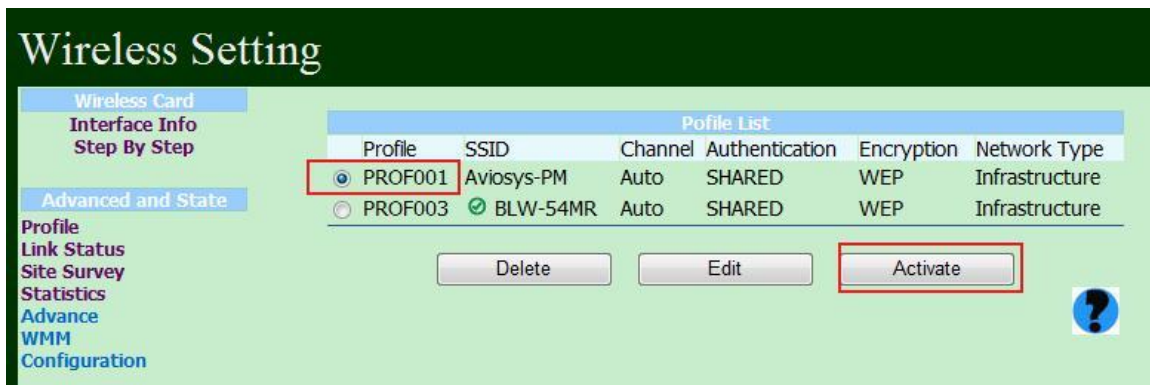 Wireless Setting
Wireless Card
Interface Info
Step By Step
Advanced and State
Profile
Link Status
Site Survey
Statistics
Advance
WMM
Configuration
Pofile List
Profile SSID Channel Authentication Encryption Network Type
PROF001 Aviosys-PM Auto SHARED WEP Infrastructure
PROF003 BLW-54MR Auto SHARED WEP Infrastructure
Delete Edit Activate
?